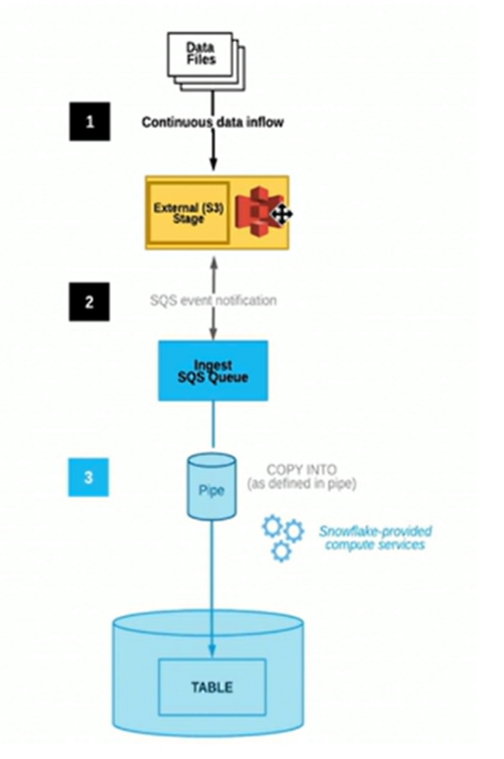 Data
Files
1
Continuous data inflow
External (S3)
Stage
2
SQS event notification
Ingest
SQS Queue
3
Pipe
COPY INTO
(as defined in pipe)
Snowflake-provided
compute services
TABLE